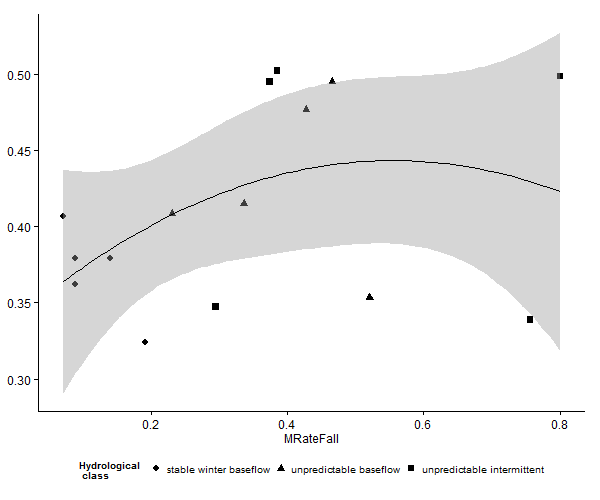 0.50
0.45
0.40
0.35
0.30
0.2 0.4 0.6 0.8
MRateFall
Hydrological
class
stable winter baseflow unpredictable baseflow unpredictable intermittent